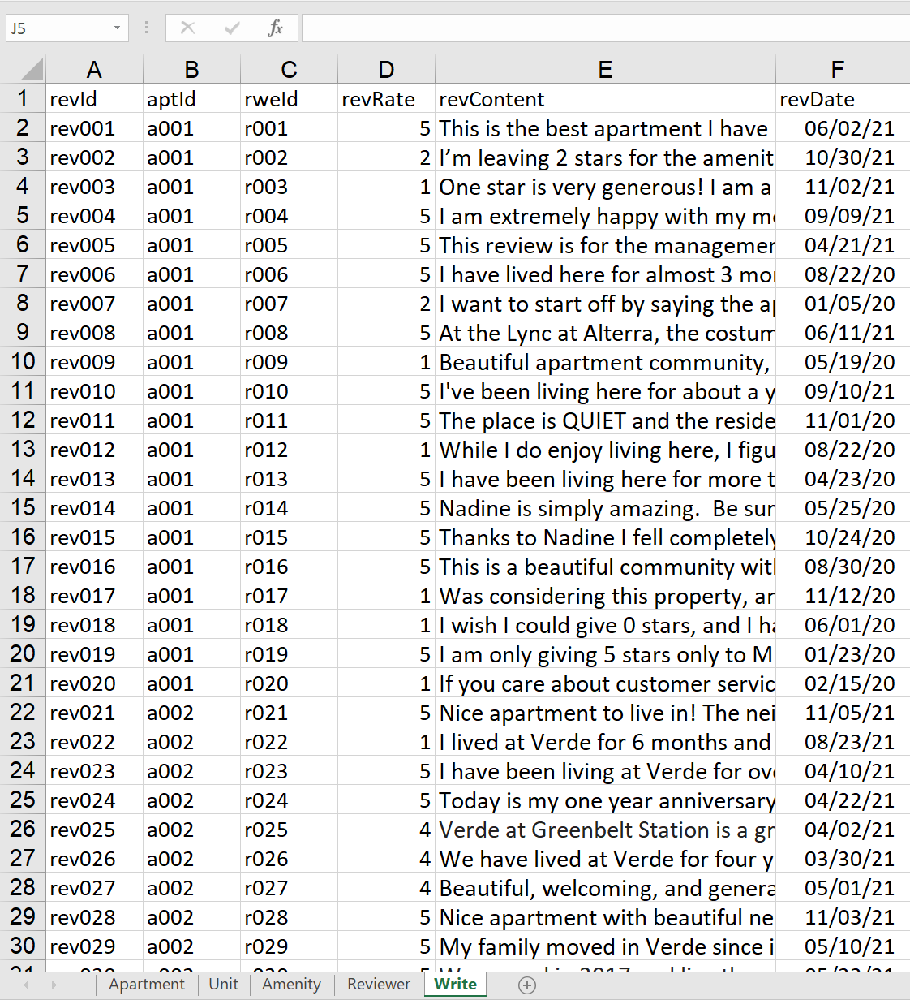 J5 fx
A B C D E F
1 revId aptId rweId revRate revContent revDate
2 rev001 a001 r001 5 This is the best apartment I have 06/02/21
3 rev002 a001 r002 2 I’m leaving 2 stars for the amenit 10/30/21
4 rev003 a001 r003 1 One star is very generous! I am a 11/02/21
5 rev004 a001 r004 5 I am extremely happy with my 09/09/21
6 rev005 a001 r005 5 This review is for the managemen 04/21/21
7 rev006 a001 r006 5 I have lived here for almost 3 08/22/20
8 rev007 a001 r007 2 I want to start off by saying the 01/05/20
9 rev008 a001 r008 5 At the Lync at Alterra, the costum 06/11/21
10 rev009 a001 r009 1 Beautiful apartment community, 05/19/20
11 rev010 a001 r010 5 I've been living here for about a y 09/10/21
12 rev011 a001 r011 5 The place is QUIET and the reside 11/01/20
13 rev012 a001 r012 1 While I do enjoy living here, I figu 08/22/20
14 rev013 a001 r013 5 I have been living here for more t 04/23/20
15 rev014 a001 r014 5 Nadine is simply amazing.  Be sur 05/25/20
16 rev015 a001 r015 5 Thanks to Nadine I fell completely 10/24/20
17 rev016 a001 r016 5 This is a beautiful community with 08/30/20
18 rev017 a001 r017 1 Was considering this property, an 11/12/20
19 rev018 a001 r018 1 I wish I could give 0 stars, and I ha 06/01/20
20 rev019 a001 r019 5 I am only giving 5 stars only to 01/23/20
21 rev020 a001 r020 1 If you care about customer servic 02/15/20
22 rev021 a002 r021 5 Nice apartment to live in! The nei 11/05/21
23 rev022 a002 r022 1 I lived at Verde for 6 months and 08/23/21
24 rev023 a002 r023 5 I have been living at Verde for ove 04/10/21
25 rev024 a002 r024 5 Today is my one year anniversary 04/22/21
26 rev025 a002 r025 4 Verde at Greenbelt Station is a gr 04/02/21
27 rev026 a002 r026 4 We have lived at Verde for four y 03/30/21
28 rev027 a002 r027 4 Beautiful, welcoming, and genera 05/01/21
29 rev028 a002 r028 5 Nice apartment with beautiful ne 11/03/21
30 rev029 a002 r029 5 My family moved in Verde since i 05/10/21
Apartment Unit Amenity Reviewer Write